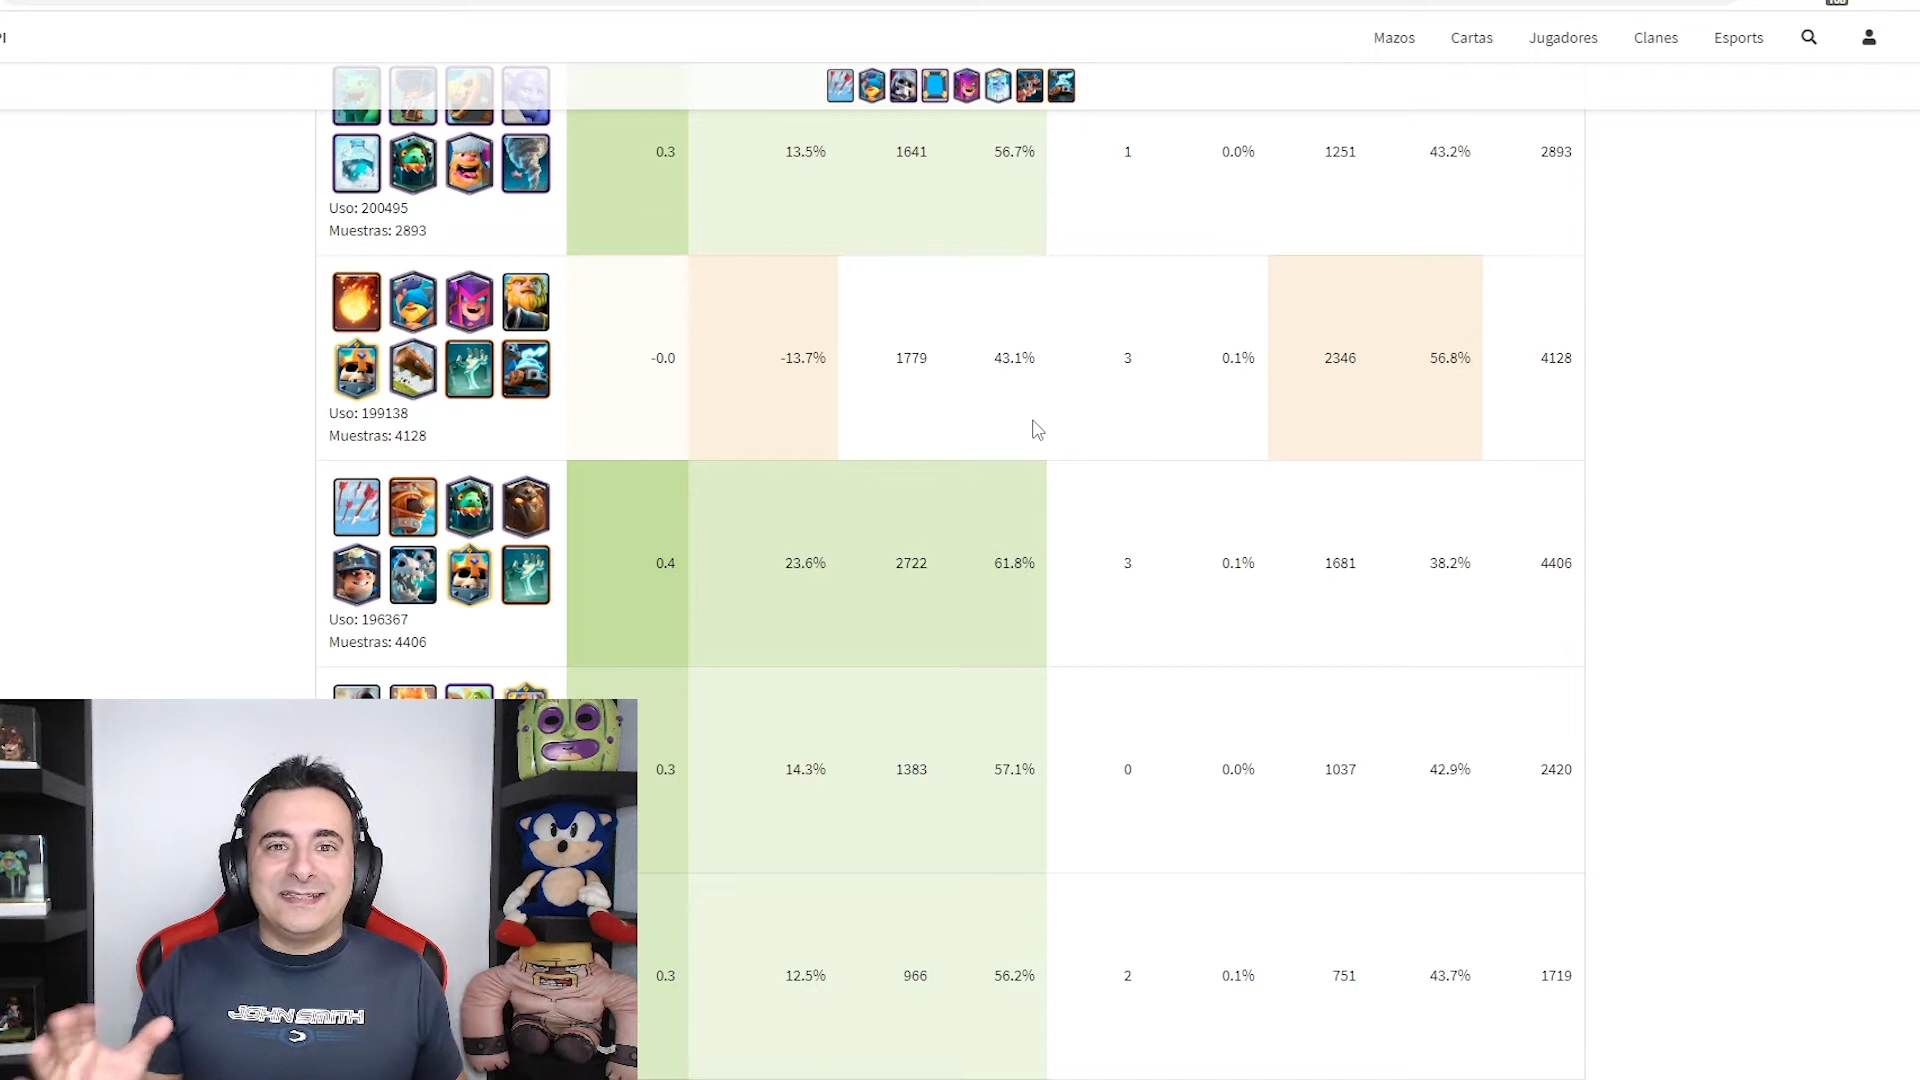 Mazos Cartas Jugadores Clanes Esports
0.3 13.5% 1641 56.7% 1 0.0% 1251 43.2% 2893
Uso: 200495
Muestras: 2893
-0.0 -13.7% 1779 43.1% 3 0.1% 2346 56.8% 4128
Uso: 199138
Muestras: 4128
0.4 23.6% 2722 61.8% 3 0.1% 1681 38.2% 4406
Uso: 196367
Muestras: 4406
0.3 14.3% 1383 57.1% 0 0.0% 1037 42.9% 2420
0.3 12.5% 966 56.2% 2 0.1% 751 43.7% 1719
JOHN SMITH